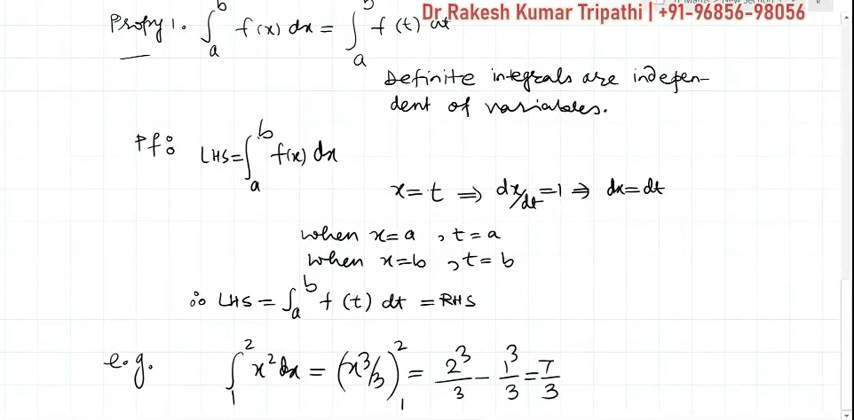 Dr Rakesh Kumar Tripathi | +91-96856-98056
Propy 1. ∫_a^b f(x) dx = ∫_a^b f(t) dt
Definite integrals are indepen-
dent of variables.
Pf: LHS = ∫_a^b f(x) dx
x = t ⇒ dx/dt = 1 ⇒ dx = dt
when x = a , t = a
when x = b , t = b
∴ LHS = ∫_a^b f(t) dt = RHS
e.g. ∫_1^2 x² dx = (x³/3)_1^2 = 2³/3 - 1³/3 = 7/3